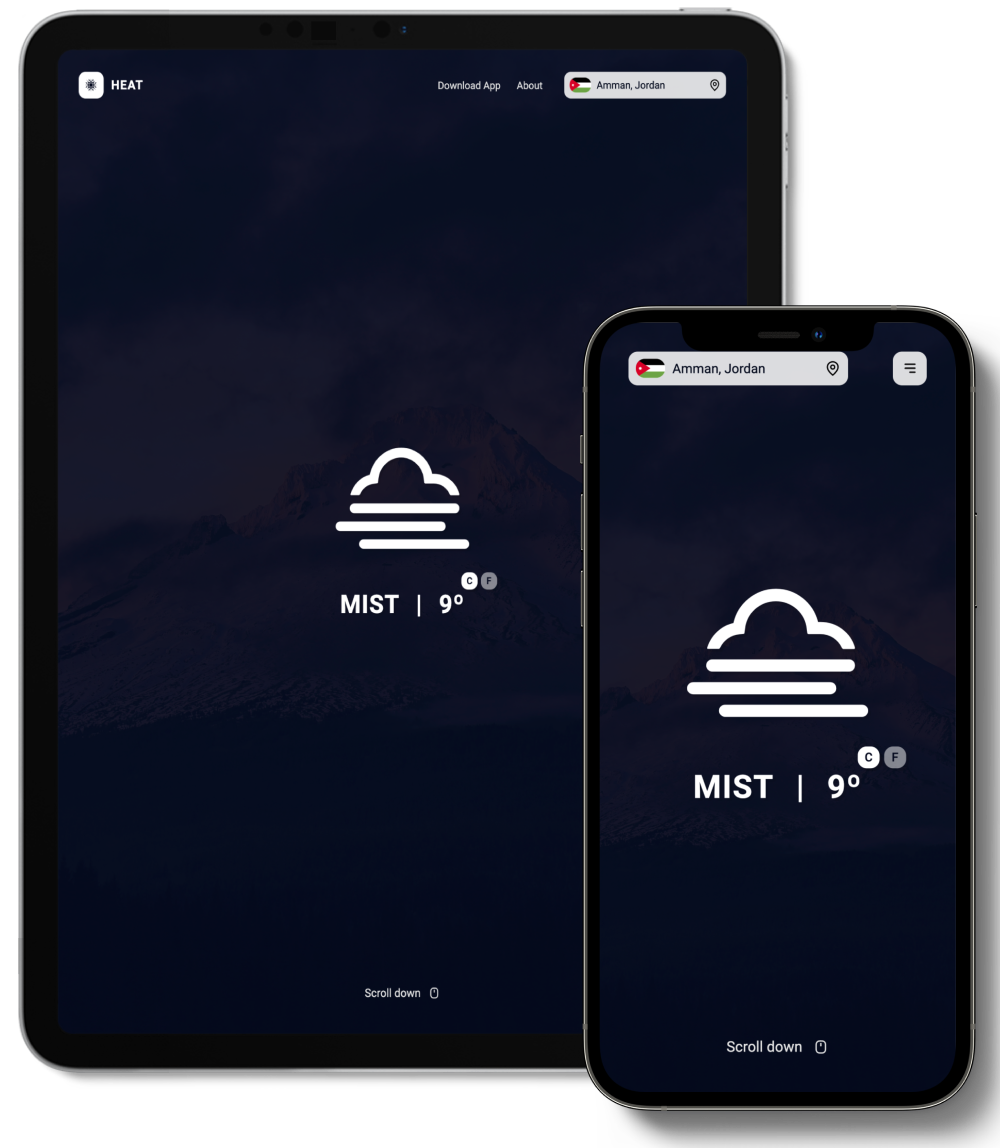 HEAT
Download App About Amman, Jordan
C F
MIST | 9º
Scroll down
Amman, Jordan
C F
MIST | 9º
Scroll down